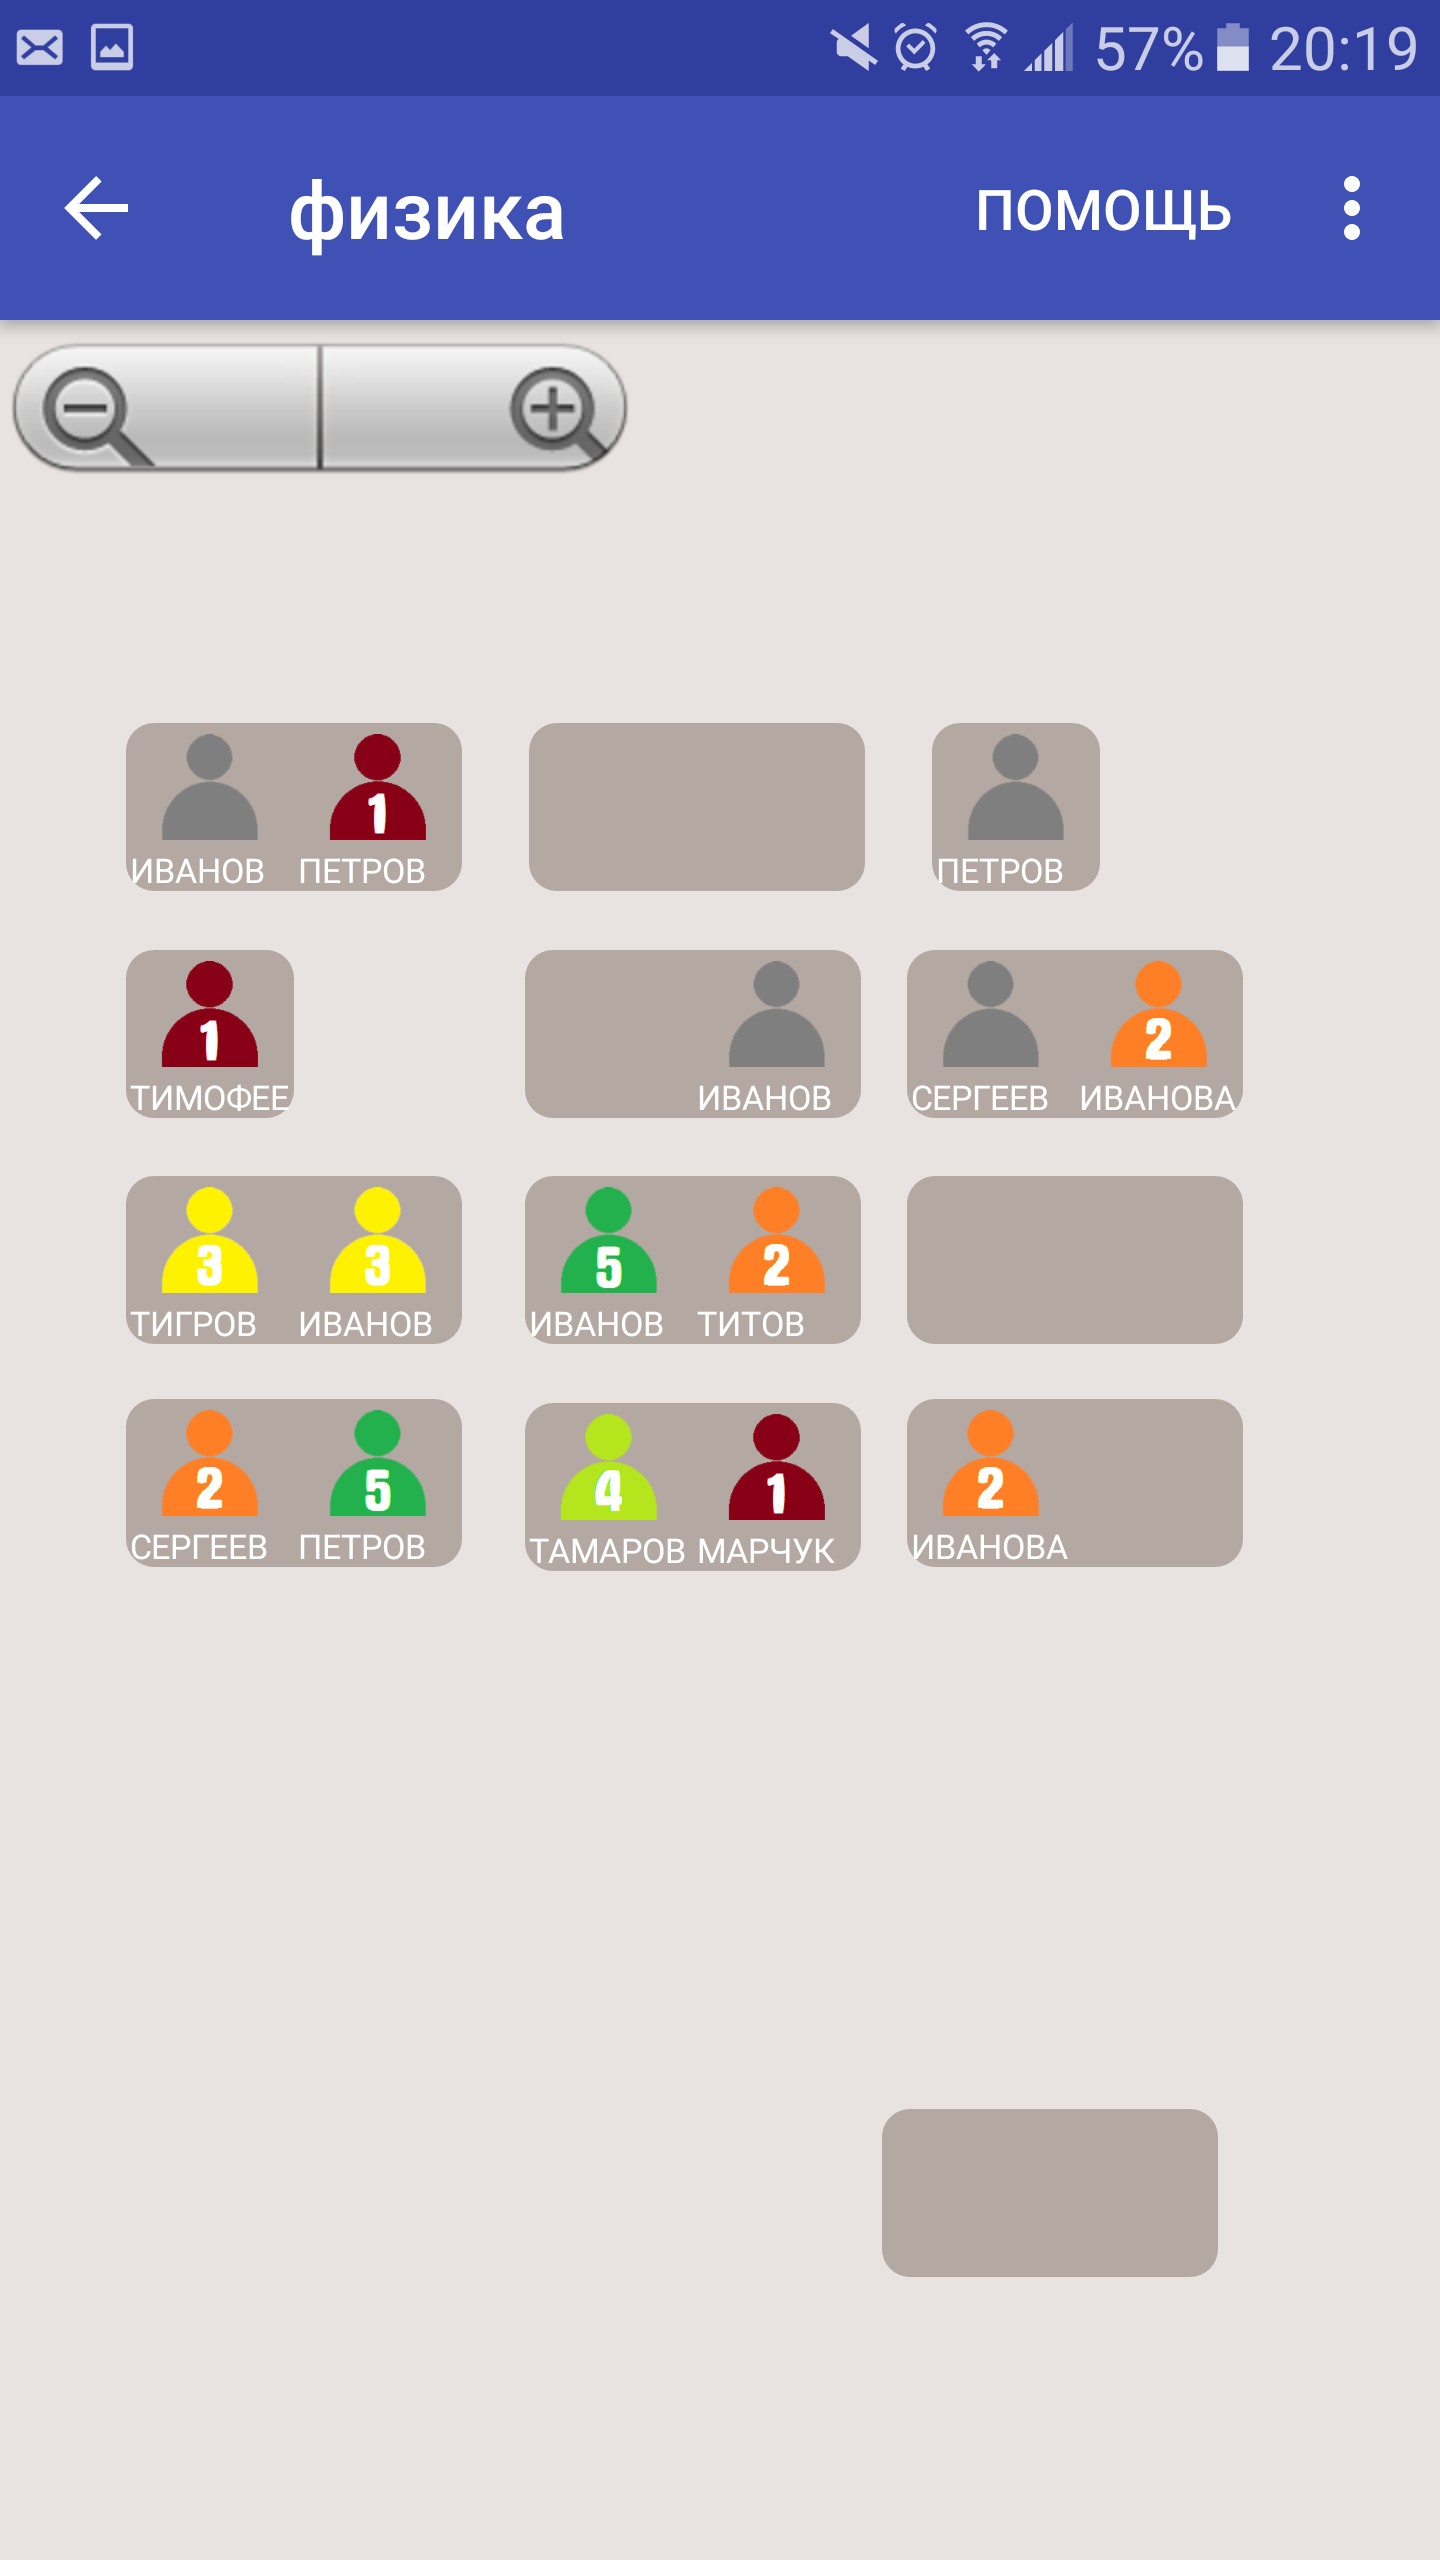 57% 20:19
физика ПОМОЩЬ
1
ИВАНОВ ПЕТРОВ ПЕТРОВ
1 2
ТИМОФЕЕ ИВАНОВ СЕРГЕЕВ ИВАНОВА
3 3 5 2
ТИГРОВ ИВАНОВ ИВАНОВ ТИТОВ
2 5 4 1 2
СЕРГЕЕВ ПЕТРОВ ТАМАРОВ МАРЧУК ИВАНОВА